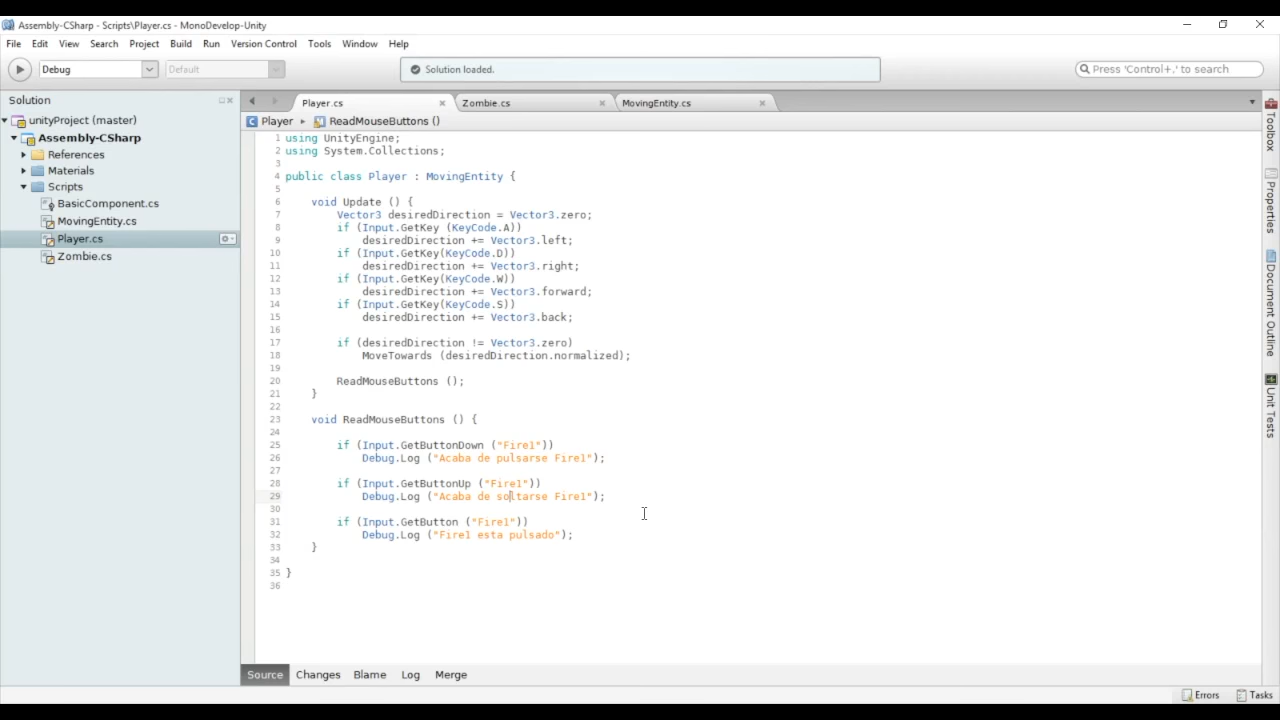 Assembly-CSharp - Scripts\Player.cs - MonoDevelop-Unity
File Edit View Search Project Build Run Version Control Tools Window Help
Debug Default Solution loaded. Press 'Control+,' to search
Solution
unityProject (master)
Assembly-CSharp
References
Materials
Scripts
BasicComponent.cs
MovingEntity.cs
Player.cs
Zombie.cs
Player.cs Zombie.cs MovingEntity.cs
Player ReadMouseButtons ()
1 using UnityEngine;
2 using System.Collections;
3
4 public class Player : MovingEntity {
5
6 void Update () {
7 Vector3 desiredDirection = Vector3.zero;
8 if (Input.GetKey (KeyCode.A))
9 desiredDirection += Vector3.left;
10 if (Input.GetKey(KeyCode.D))
11 desiredDirection += Vector3.right;
12 if (Input.GetKey(KeyCode.W))
13 desiredDirection += Vector3.forward;
14 if (Input.GetKey(KeyCode.S))
15 desiredDirection += Vector3.back;
16
17 if (desiredDirection != Vector3.zero)
18 MoveTowards (desiredDirection.normalized);
19
20 ReadMouseButtons ();
21 }
22
23 void ReadMouseButtons () {
24
25 if (Input.GetButtonDown ("Fire1"))
26 Debug.Log ("Acaba de pulsarse Fire1");
27
28 if (Input.GetButtonUp ("Fire1"))
29 Debug.Log ("Acaba de soltarse Fire1");
30
31 if (Input.GetButton ("Fire1"))
32 Debug.Log ("Fire1 esta pulsado");
33 }
34
35 }
36
Source Changes Blame Log Merge
Toolbox
Properties
Document Outline
Unit Tests
Errors Tasks